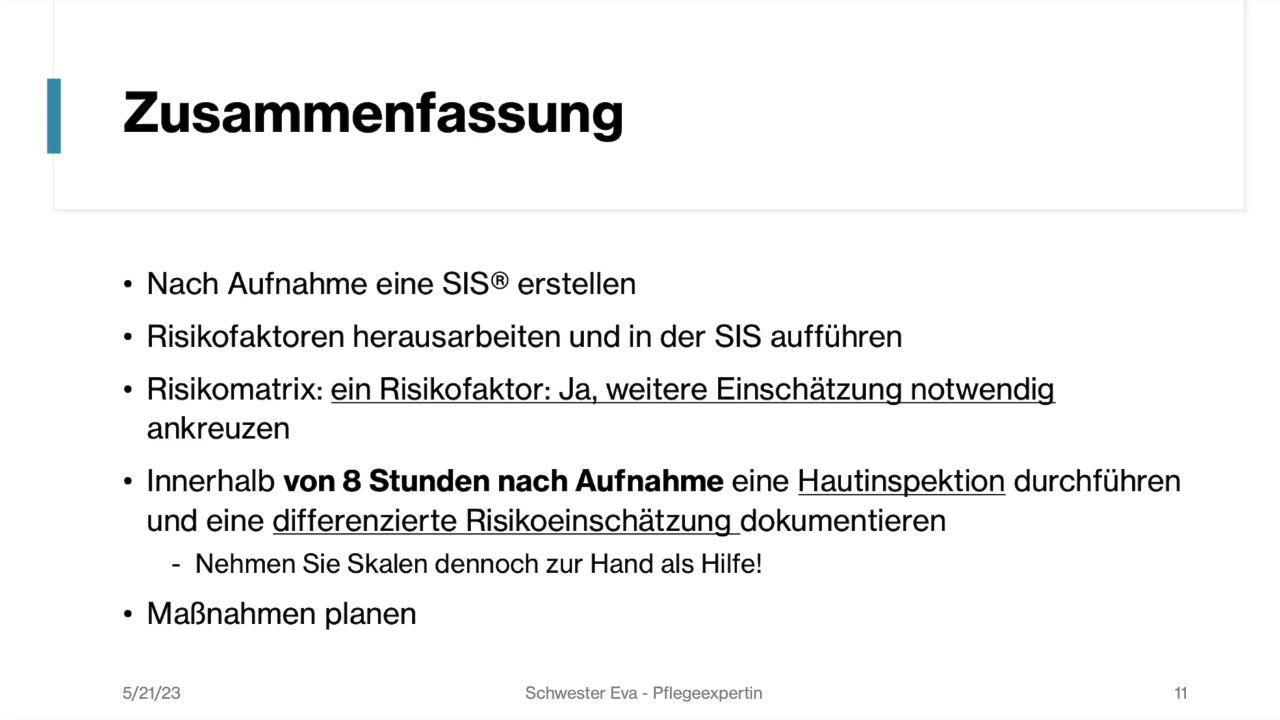 Zusammenfassung
• Nach Aufnahme eine SIS® erstellen
• Risikofaktoren herausarbeiten und in der SIS aufführen
• Risikomatrix: ein Risikofaktor: Ja, weitere Einschätzung notwendig
ankreuzen
• Innerhalb von 8 Stunden nach Aufnahme eine Hautinspektion durchführen
und eine differenzierte Risikoeinschätzung dokumentieren
- Nehmen Sie Skalen dennoch zur Hand als Hilfe!
• Maßnahmen planen
5/21/23
Schwester Eva - Pflegeexpertin
11